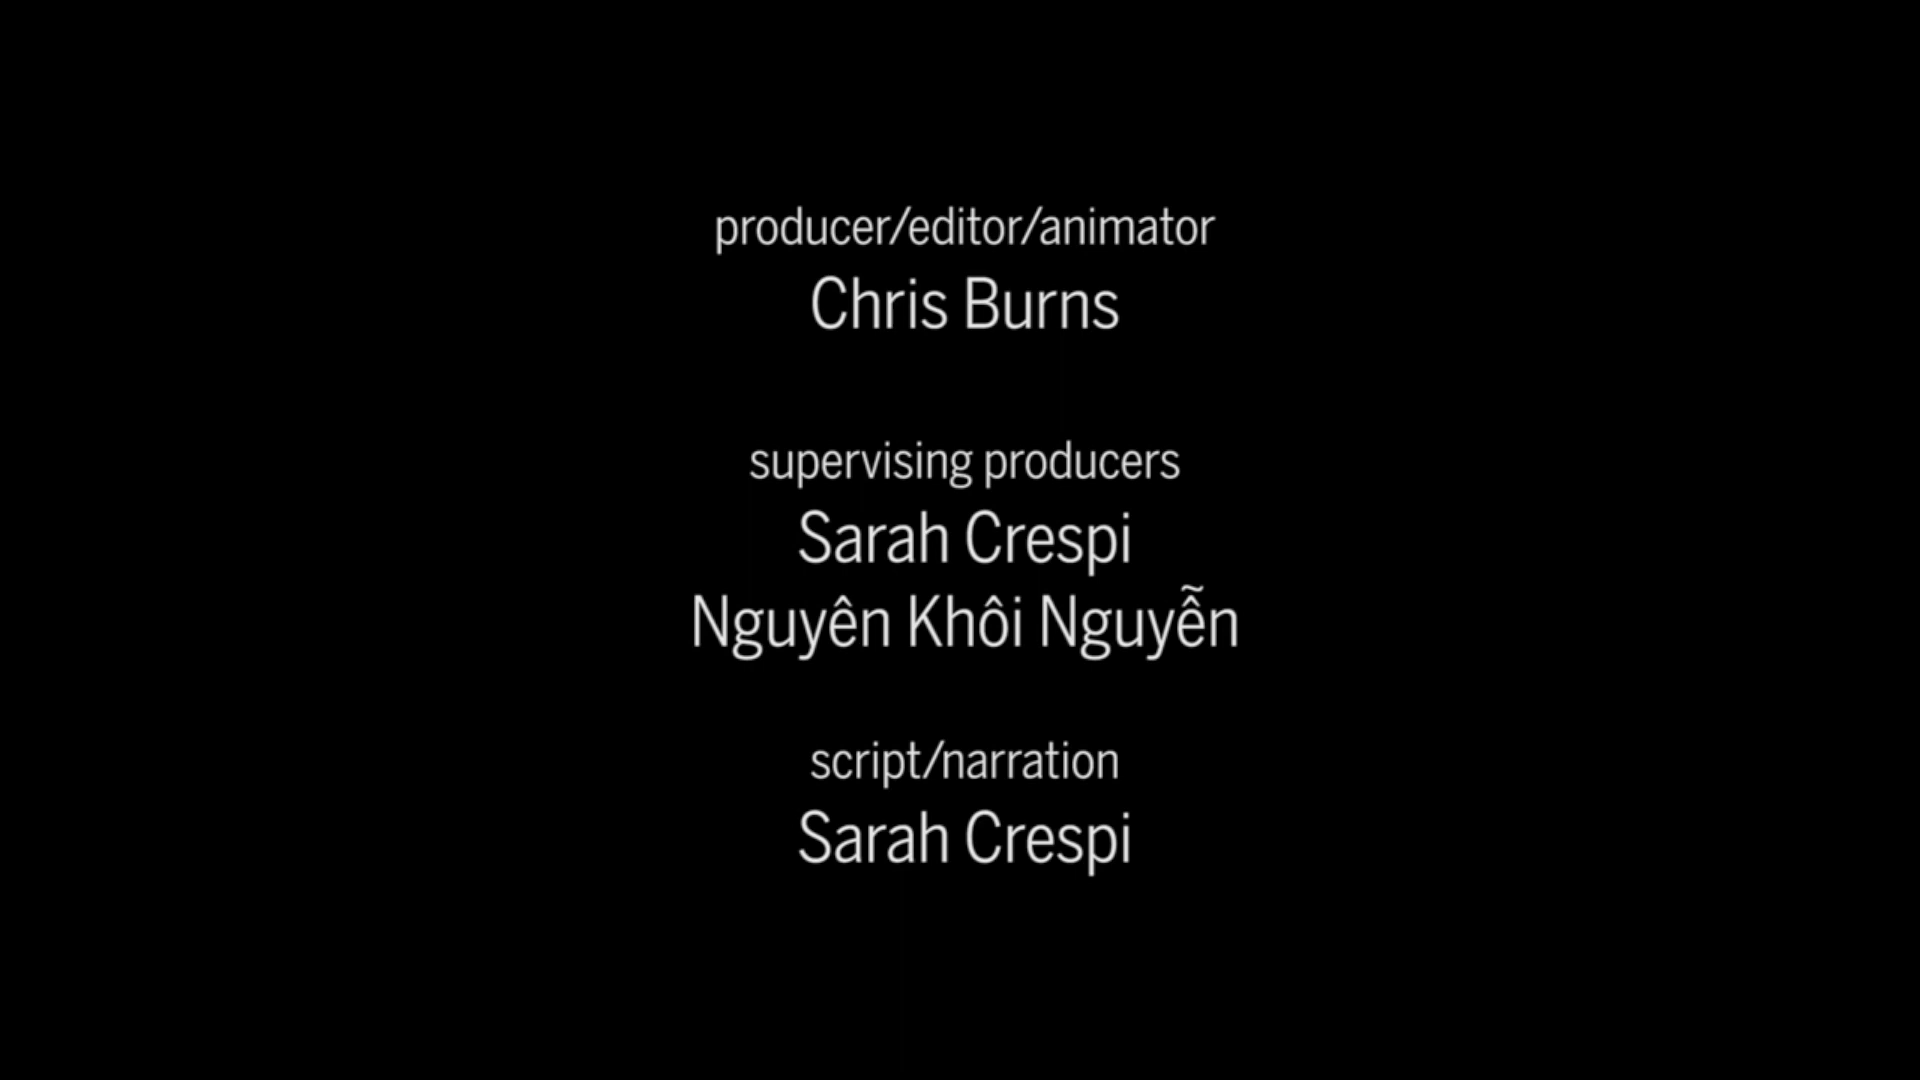 producer/editor/animator
Chris Burns
supervising producers
Sarah Crespi
Nguyên Khôi Nguyễn
script/narration
Sarah Crespi